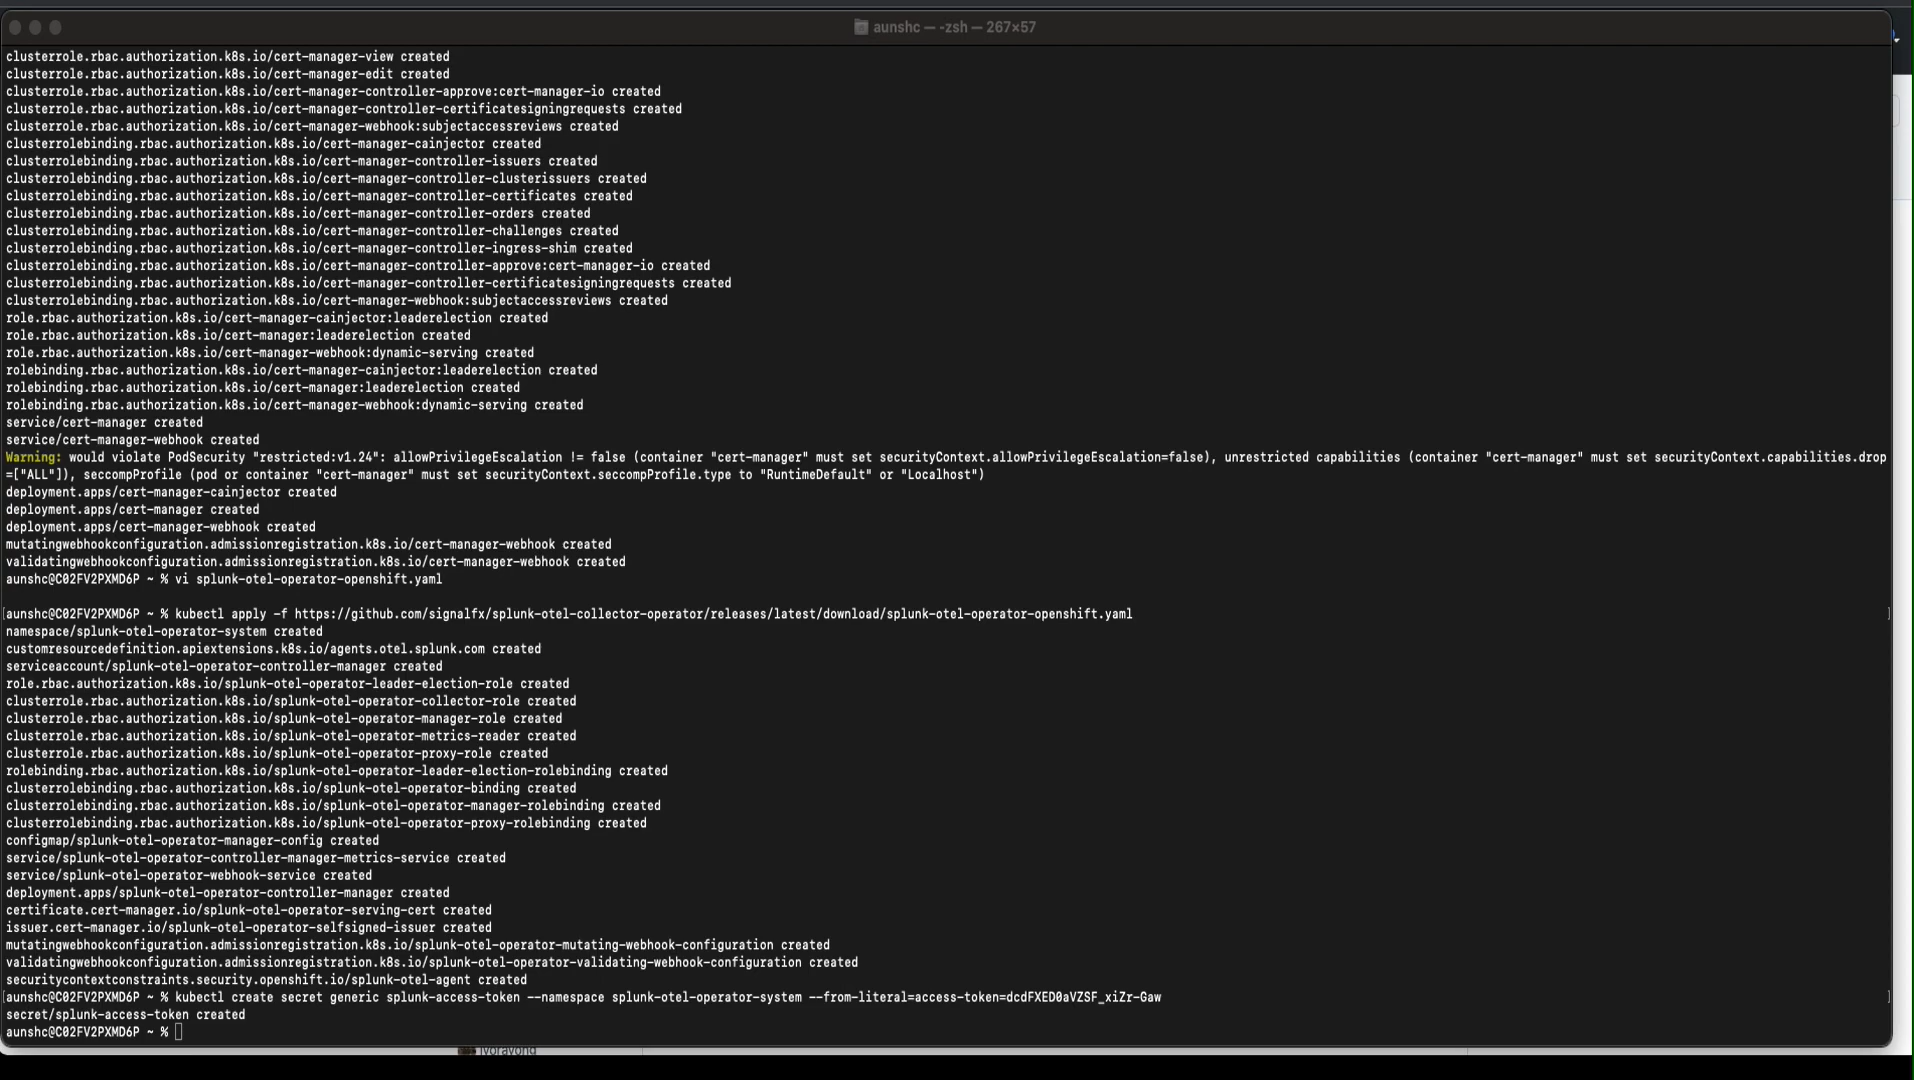 aunshc — -zsh — 267×57
clusterrole.rbac.authorization.k8s.io/cert-manager-view created
clusterrole.rbac.authorization.k8s.io/cert-manager-edit created
clusterrole.rbac.authorization.k8s.io/cert-manager-controller-approve:cert-manager-io created
clusterrole.rbac.authorization.k8s.io/cert-manager-controller-certificatesigningrequests created
clusterrole.rbac.authorization.k8s.io/cert-manager-webhook:subjectaccessreviews created
clusterrolebinding.rbac.authorization.k8s.io/cert-manager-cainjector created
clusterrolebinding.rbac.authorization.k8s.io/cert-manager-controller-issuers created
clusterrolebinding.rbac.authorization.k8s.io/cert-manager-controller-clusterissuers created
clusterrolebinding.rbac.authorization.k8s.io/cert-manager-controller-certificates created
clusterrolebinding.rbac.authorization.k8s.io/cert-manager-controller-orders created
clusterrolebinding.rbac.authorization.k8s.io/cert-manager-controller-challenges created
clusterrolebinding.rbac.authorization.k8s.io/cert-manager-controller-ingress-shim created
clusterrolebinding.rbac.authorization.k8s.io/cert-manager-controller-approve:cert-manager-io created
clusterrolebinding.rbac.authorization.k8s.io/cert-manager-controller-certificatesigningrequests created
clusterrolebinding.rbac.authorization.k8s.io/cert-manager-webhook:subjectaccessreviews created
role.rbac.authorization.k8s.io/cert-manager-cainjector:leaderelection created
role.rbac.authorization.k8s.io/cert-manager:leaderelection created
role.rbac.authorization.k8s.io/cert-manager-webhook:dynamic-serving created
rolebinding.rbac.authorization.k8s.io/cert-manager-cainjector:leaderelection created
rolebinding.rbac.authorization.k8s.io/cert-manager:leaderelection created
rolebinding.rbac.authorization.k8s.io/cert-manager-webhook:dynamic-serving created
service/cert-manager created
service/cert-manager-webhook created
Warning: would violate PodSecurity "restricted:v1.24": allowPrivilegeEscalation != false (container "cert-manager" must set securityContext.allowPrivilegeEscalation=false), unrestricted capabilities (container "cert-manager" must set securityContext.capabilities.drop
=["ALL"]), seccompProfile (pod or container "cert-manager" must set securityContext.seccompProfile.type to "RuntimeDefault" or "Localhost")
deployment.apps/cert-manager-cainjector created
deployment.apps/cert-manager created
deployment.apps/cert-manager-webhook created
mutatingwebhookconfiguration.admissionregistration.k8s.io/cert-manager-webhook created
validatingwebhookconfiguration.admissionregistration.k8s.io/cert-manager-webhook created
aunshc@C02FV2PXMD6P ~ % vi splunk-otel-operator-openshift.yaml
[aunshc@C02FV2PXMD6P ~ % kubectl apply -f https://github.com/signalfx/splunk-otel-collector-operator/releases/latest/download/splunk-otel-operator-openshift.yaml ]
namespace/splunk-otel-operator-system created
customresourcedefinition.apiextensions.k8s.io/agents.otel.splunk.com created
serviceaccount/splunk-otel-operator-controller-manager created
role.rbac.authorization.k8s.io/splunk-otel-operator-leader-election-role created
clusterrole.rbac.authorization.k8s.io/splunk-otel-operator-collector-role created
clusterrole.rbac.authorization.k8s.io/splunk-otel-operator-manager-role created
clusterrole.rbac.authorization.k8s.io/splunk-otel-operator-metrics-reader created
clusterrole.rbac.authorization.k8s.io/splunk-otel-operator-proxy-role created
rolebinding.rbac.authorization.k8s.io/splunk-otel-operator-leader-election-rolebinding created
clusterrolebinding.rbac.authorization.k8s.io/splunk-otel-operator-binding created
clusterrolebinding.rbac.authorization.k8s.io/splunk-otel-operator-manager-rolebinding created
clusterrolebinding.rbac.authorization.k8s.io/splunk-otel-operator-proxy-rolebinding created
configmap/splunk-otel-operator-manager-config created
service/splunk-otel-operator-controller-manager-metrics-service created
service/splunk-otel-operator-webhook-service created
deployment.apps/splunk-otel-operator-controller-manager created
certificate.cert-manager.io/splunk-otel-operator-serving-cert created
issuer.cert-manager.io/splunk-otel-operator-selfsigned-issuer created
mutatingwebhookconfiguration.admissionregistration.k8s.io/splunk-otel-operator-mutating-webhook-configuration created
validatingwebhookconfiguration.admissionregistration.k8s.io/splunk-otel-operator-validating-webhook-configuration created
securitycontextconstraints.security.openshift.io/splunk-otel-agent created
[aunshc@C02FV2PXMD6P ~ % kubectl create secret generic splunk-access-token --namespace splunk-otel-operator-system --from-literal=access-token=dcdFXED0aVZSF_xiZr-Gaw ]
secret/splunk-access-token created
aunshc@C02FV2PXMD6P ~ %